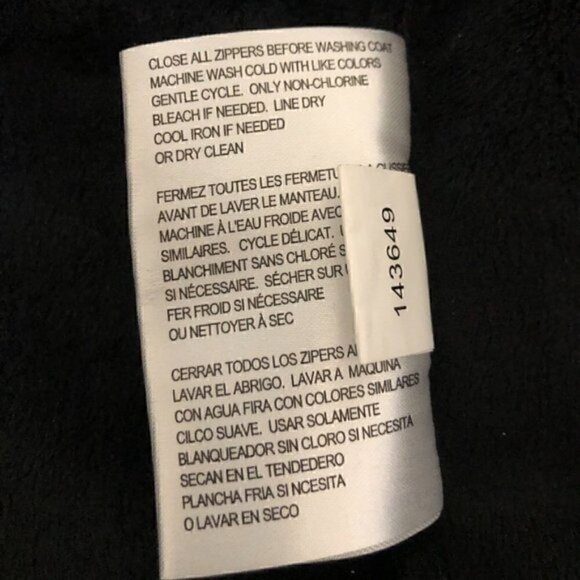 CLOSE ALL ZIPPERS BEFORE WASHING COAT
MACHINE WASH COLD WITH LIKE COLORS
GENTLE CYCLE. ONLY NON-CHLORINE
BLEACH IF NEEDED. LINE DRY
COOL IRON IF NEEDED
OR DRY CLEAN
FERMEZ TOUTES LES
AVANT DE LAVER LE MANTEAU.
MACHINE À L'EAU FROIDE AVEC
SIMILAIRES. CYCLE DÉLICAT.
BLANCHIMENT SANS CHLORÉ
SI NÉCESSAIRE. SÉCHER SUR
FER FROID SI NÉCESSAIRE
OU NETTOYER À SEC
143649
CERRAR TODOS LOS ZIPERS
LAVAR EL ABRIGO. LAVAR A MAQUINA
CON AGUA FIRA CON COLORES SIMILARES
CILCO SUAVE. USAR SOLAMENTE
BLANQUEADOR SIN CLORO SI NECESITA
SECAN EN EL TENDEDERO
PLANCHA FRIA SI NCESITA
O LAVAR EN SECO